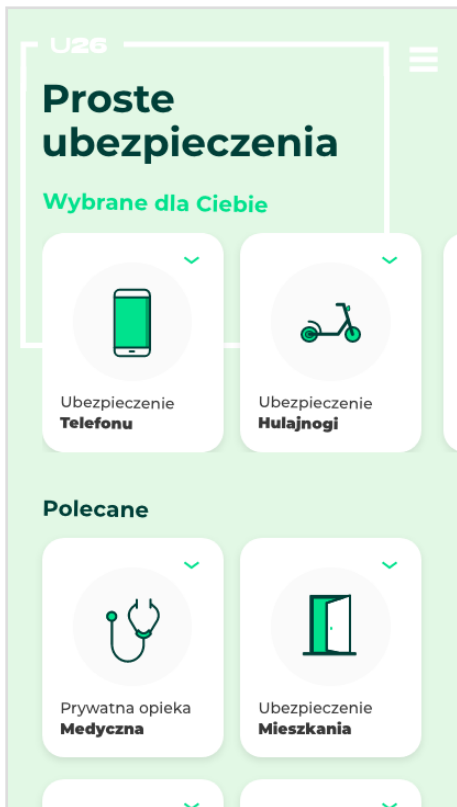 U26
Proste
ubezpieczenia
Wybrane dla Ciebie
Ubezpieczenie
Telefonu
Ubezpieczenie
Hulajnogi
Polecane
Prywatna opieka
Medyczna
Ubezpieczenie
Mieszkania